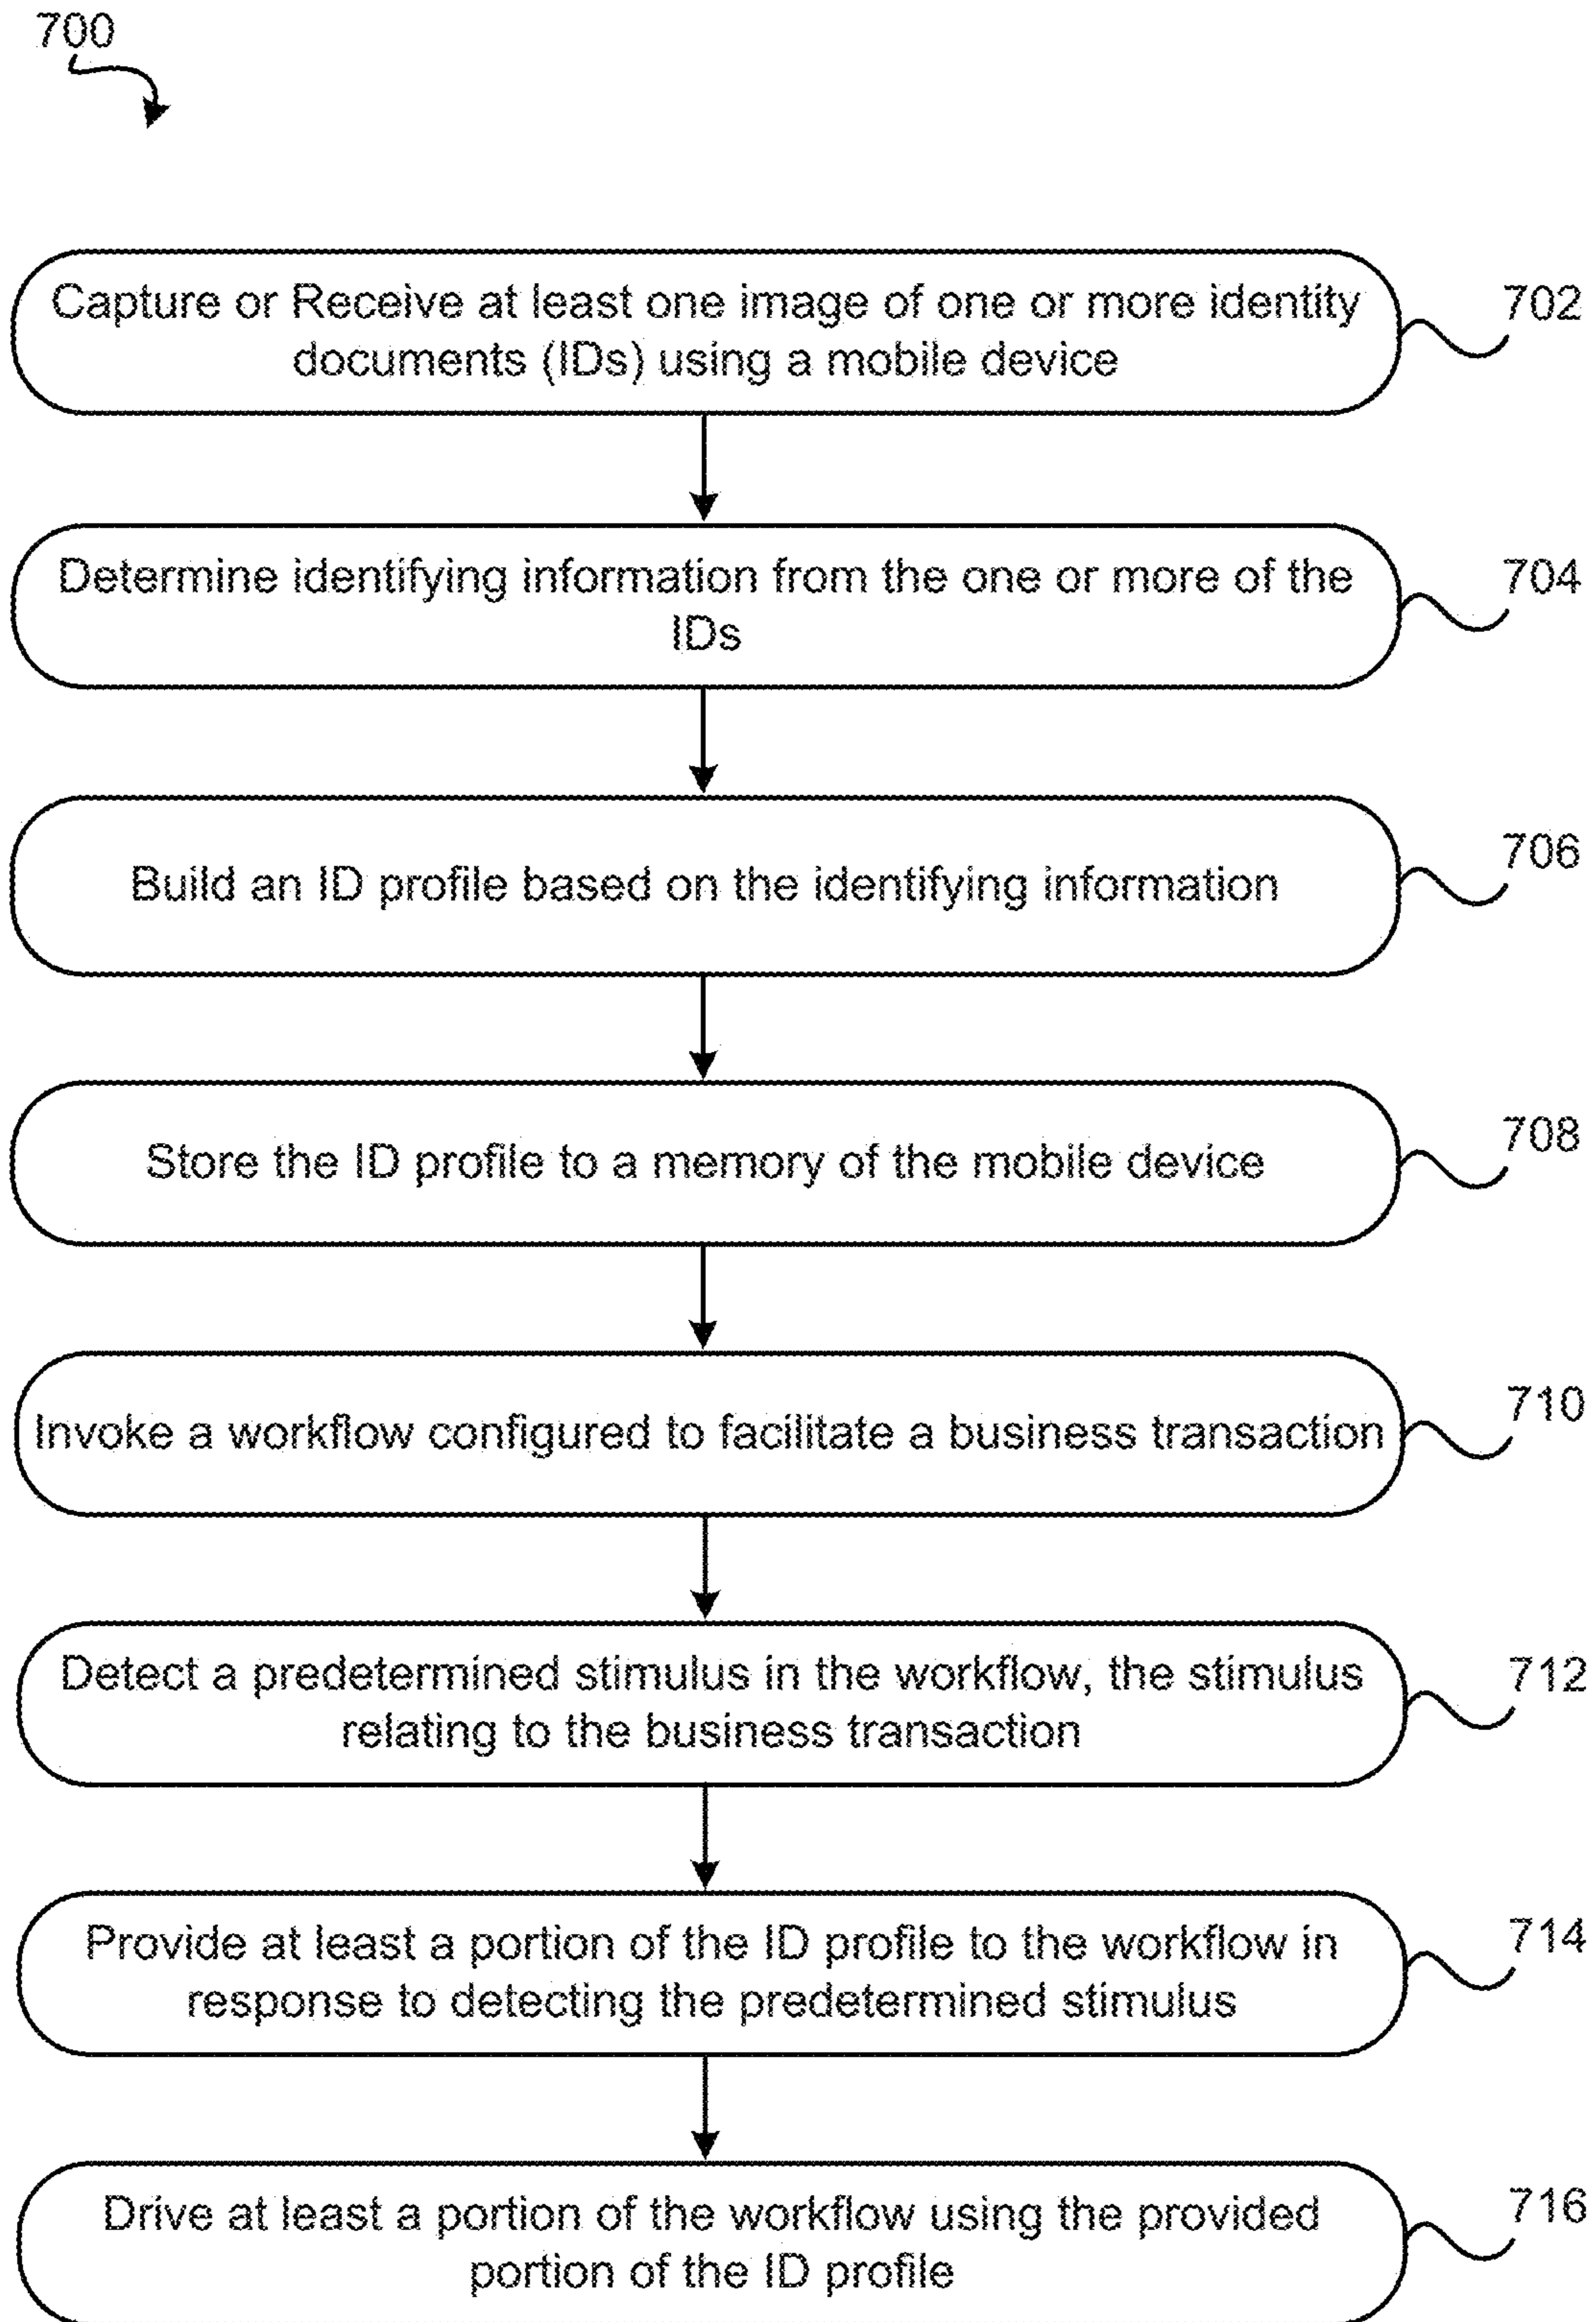 700
Capture or Receive at least one image of one or more identity
documents (IDs) using a mobile device
702
Determine identifying information from the one or more of the
IDs
704
Build an ID profile based on the identifying information
706
Store the ID profile to a memory of the mobile device
708
Invoke a workflow configured to facilitate a business transaction
710
Detect a predetermined stimulus in the workflow, the stimulus
relating to the business transaction
712
Provide at least a portion of the ID profile to the workflow in
response to detecting the predetermined stimulus
714
Drive at least a portion of the workflow using the provided
portion of the ID profile
716